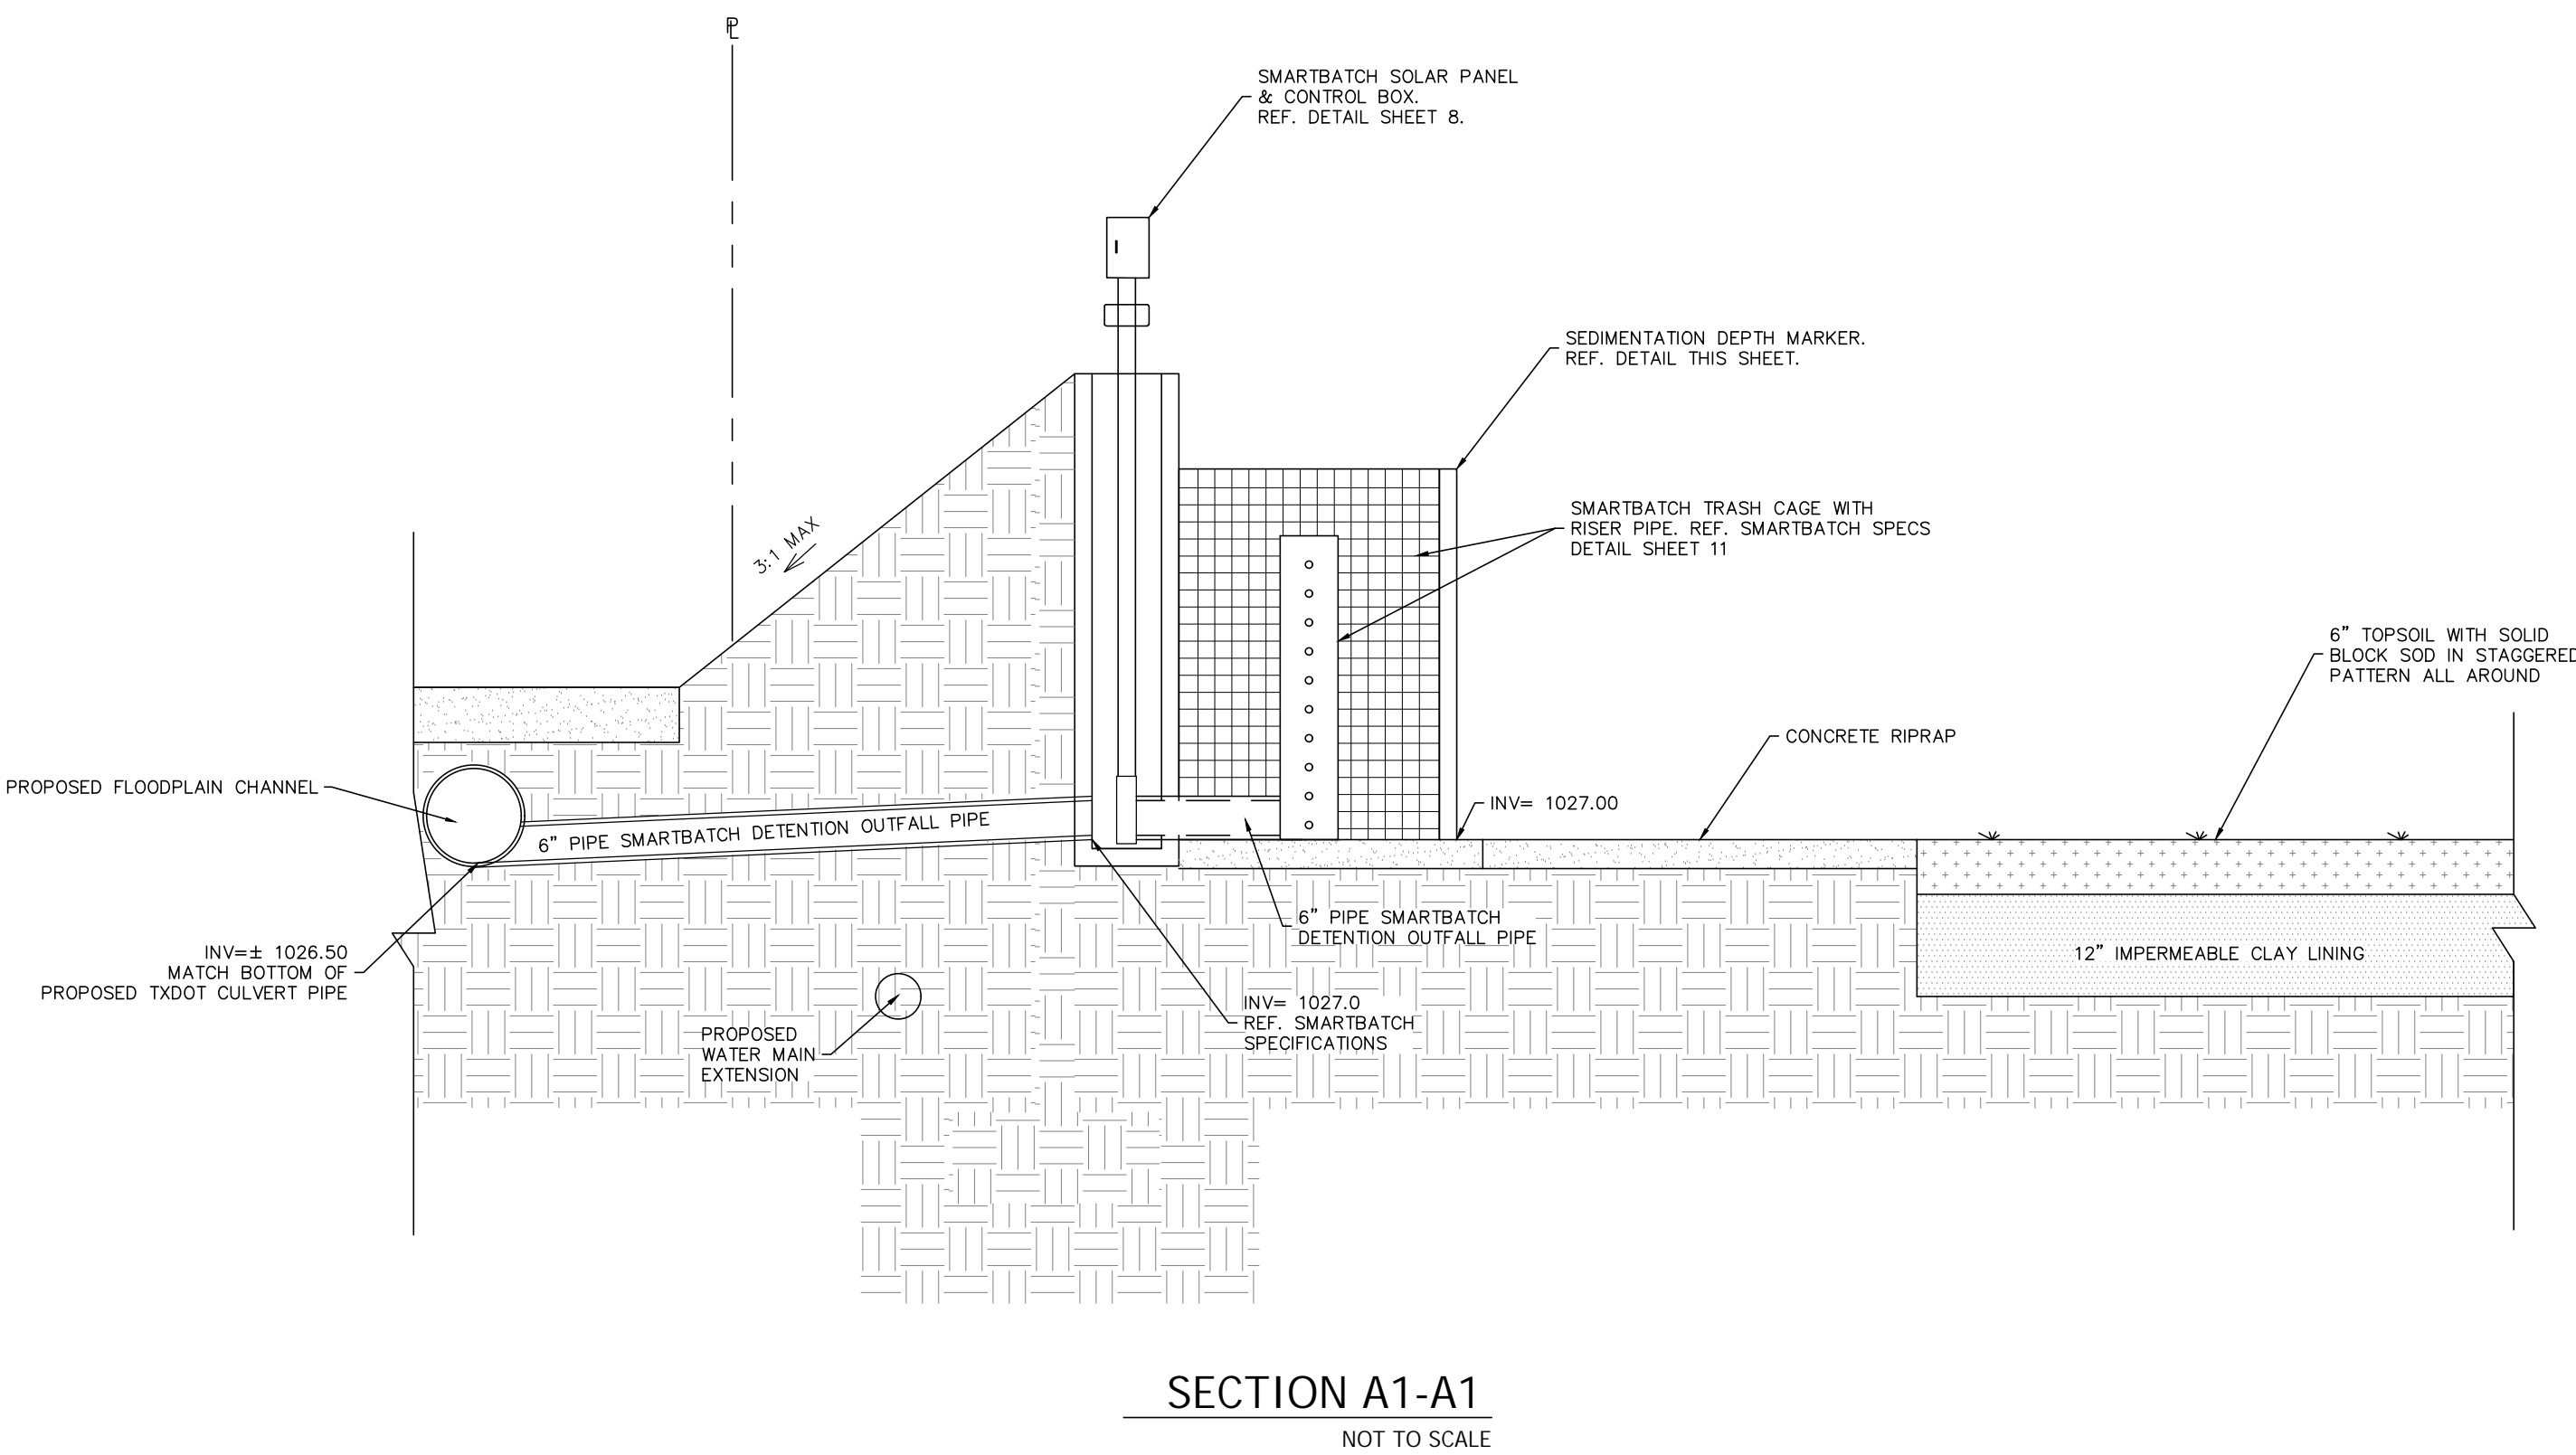 ℄
SMARTBATCH SOLAR PANEL
& CONTROL BOX.
REF. DETAIL SHEET 8.
SEDIMENTATION DEPTH MARKER.
REF. DETAIL THIS SHEET.
SMARTBATCH TRASH CAGE WITH
RISER PIPE. REF. SMARTBATCH SPECS
DETAIL SHEET 11
3:1 MAX
6" TOPSOIL WITH SOLID
BLOCK SOD IN STAGGERED
PATTERN ALL AROUND
CONCRETE RIPRAP
PROPOSED FLOODPLAIN CHANNEL
INV= 1027.00
6" PIPE SMARTBATCH DETENTION OUTFALL PIPE
6" PIPE SMARTBATCH
DETENTION OUTFALL PIPE
INV=± 1026.50
MATCH BOTTOM OF
PROPOSED TXDOT CULVERT PIPE
12" IMPERMEABLE CLAY LINING
INV= 1027.0
REF. SMARTBATCH
SPECIFICATIONS
PROPOSED
WATER MAIN
EXTENSION
SECTION A1-A1
NOT TO SCALE